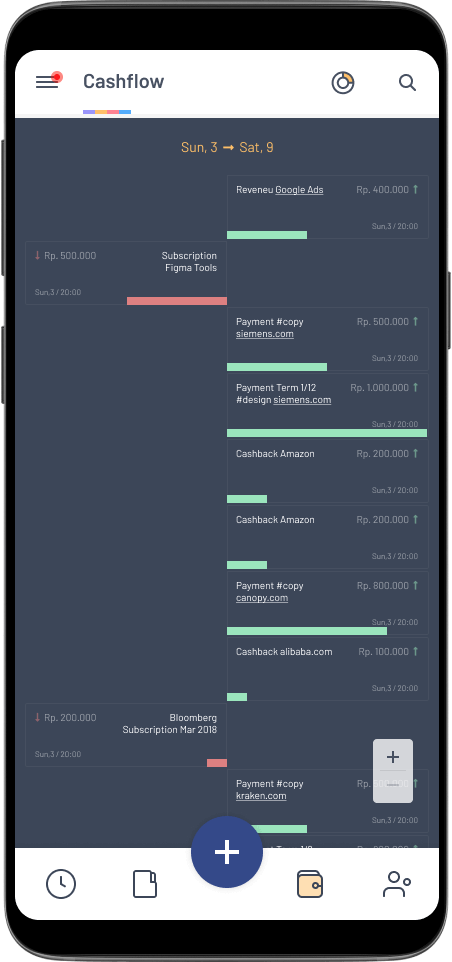 Cashflow
Sun, 3 → Sat, 9
Reveneu Google Ads Rp. 400.000 ↑
Sun,3 / 20:00
↓ Rp. 500.000 Subscription
Figma Tools
Sun,3 / 20:00
Payment #copy Rp. 500.000 ↑
siemens.com
Sun,3 / 20:00
Payment Term 1/12 Rp. 1.000.000 ↑
#design siemens.com
Sun,3 / 20:00
Cashback Amazon Rp. 200.000 ↑
Sun,3 / 20:00
Cashback Amazon Rp. 200.000 ↑
Sun,3 / 20:00
Payment #copy Rp. 800.000 ↑
canopy.com
Sun,3 / 20:00
Cashback alibaba.com Rp. 100.000 ↑
Sun,3 / 20:00
↓ Rp. 200.000 Bloomberg
Subscription Mar 2018
Sun,3 / 20:00
Payment #copy Rp.
kraken.com
Sun,3 / 20:00